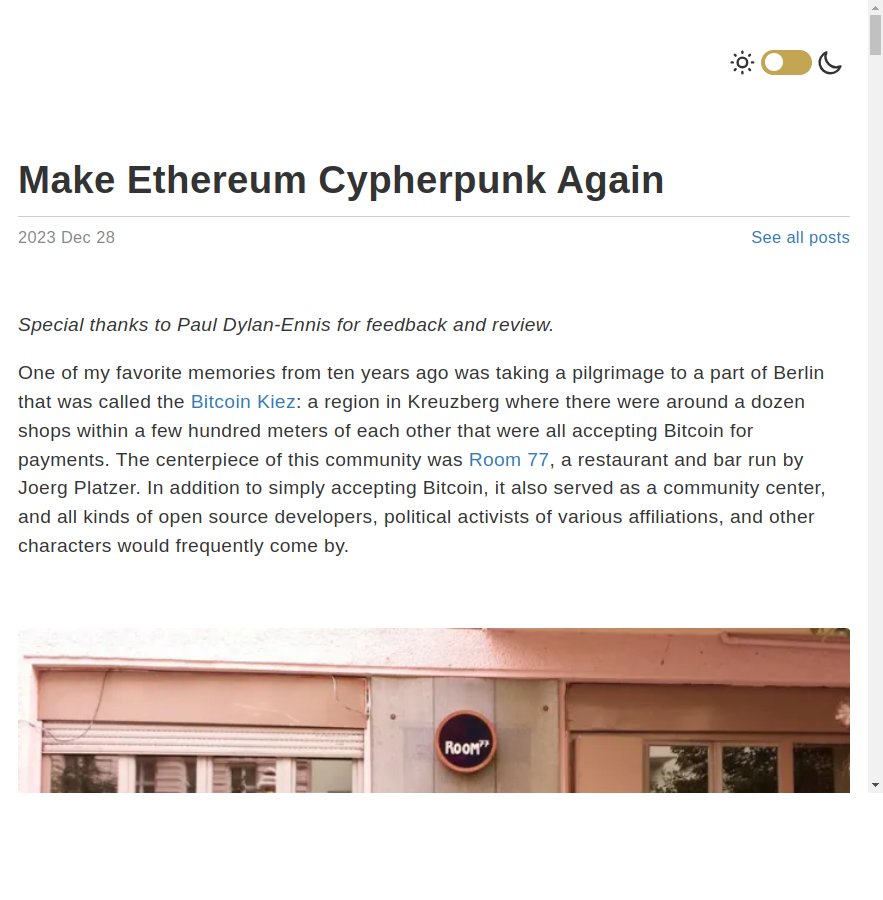 Make Ethereum Cypherpunk Again
2023 Dec 28
See all posts
Special thanks to Paul Dylan-Ennis for feedback and review.
One of my favorite memories from ten years ago was taking a pilgrimage to a part of Berlin
that was called the Bitcoin Kiez: a region in Kreuzberg where there were around a dozen
shops within a few hundred meters of each other that were all accepting Bitcoin for
payments. The centerpiece of this community was Room 77, a restaurant and bar run by
Joerg Platzer. In addition to simply accepting Bitcoin, it also served as a community center,
and all kinds of open source developers, political activists of various affiliations, and other
characters would frequently come by.
ROOM77